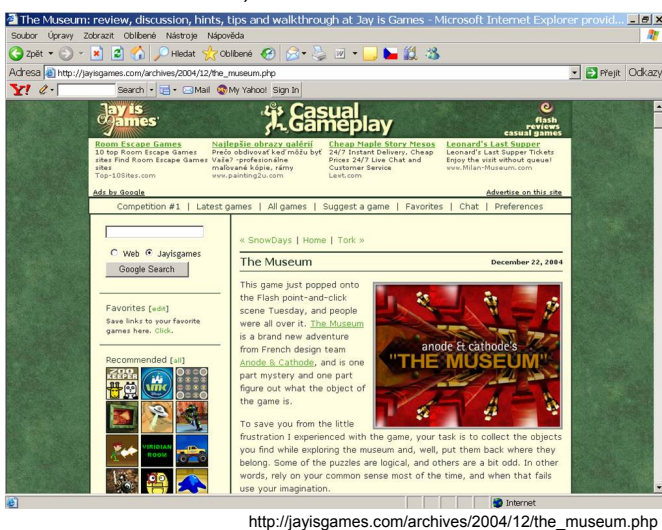 The Museum: review, discussion, hints, tips and walkthrough at Jay is Games - Microsoft Internet Explorer provid...
Soubor Úpravy Zobrazit Oblíbené Nástroje Nápověda
Zpět Hledat Oblíbené
Adresa http://jayisgames.com/archives/2004/12/the_museum.php Přejít Odkazy
Y! Search Mail My Yahoo! Sign In
Jay is Games
Casual Gameplay
flash reviews casual games
Room Escape Games
10 top Room Escape Games
sites Find Room Escape Games
sites
Top-10Sites.com
Najlepšie obrazy galérií
Prečo obdivovať keď môžu byť
Vaše? -profesionálne
maľované kópie, rámy
www.painting2u.com
Cheap Maple Story Mesos
24/7 Instant Delivery, Cheap
Prices 24/7 Live Chat and
Customer Service
Levt.com
Leonard's Last Supper
Leonard's Last Supper Tickets
Enjoy the visit without queue!
www.Milan-Museum.com
Ads by Google Advertise on this site
Competition #1 | Latest games | All games | Suggest a game | Favorites | Chat | Preferences
Web Jayisgames
Google Search
Favorites [edit]
Save links to your favorite
games here. Click.
Recommended [all]
ZOO KEEPER
VIRIDIAN ROOM
« SnowDays | Home | Tork »
The Museum December 22, 2004
This game just popped onto
the Flash point-and-click
scene Tuesday, and people
were all over it. The Museum
is a brand new adventure
from French design team
Anode & Cathode, and is one
part mystery and one part
figure out what the object of
the game is.
anode & cathode's
"THE MUSEUM"
To save you from the little
frustration I experienced with the game, your task is to collect the objects
you find while exploring the museum and, well, put them back where they
belong. Some of the puzzles are logical, and others are a bit odd. In other
words, rely on your common sense most of the time, and when that fails
use your imagination.
Internet
http://jayisgames.com/archives/2004/12/the_museum.php